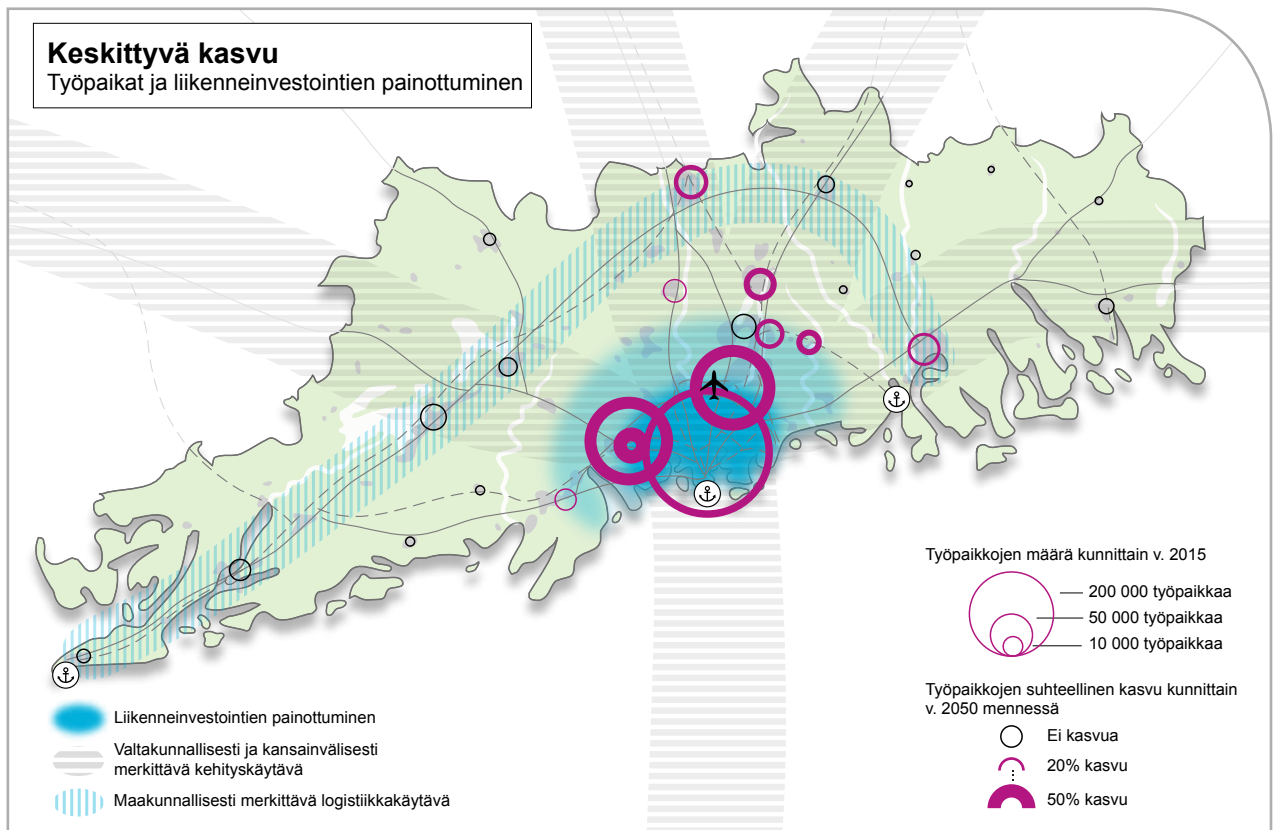 Keskittyvä kasvu
Työpaikat ja liikenneinvestointien painottuminen
Työpaikkojen määrä kunnittain v. 2015
200 000 työpaikkaa
50 000 työpaikkaa
10 000 työpaikkaa
Työpaikkojen suhteellinen kasvu kunnittain
v. 2050 mennessä
Ei kasvua
20% kasvu
50% kasvu
Liikenneinvestointien painottuminen
Valtakunnallisesti ja kansainvälisesti
merkittävä kehityskäytävä
Maakunnallisesti merkittävä logistiikkakäytävä